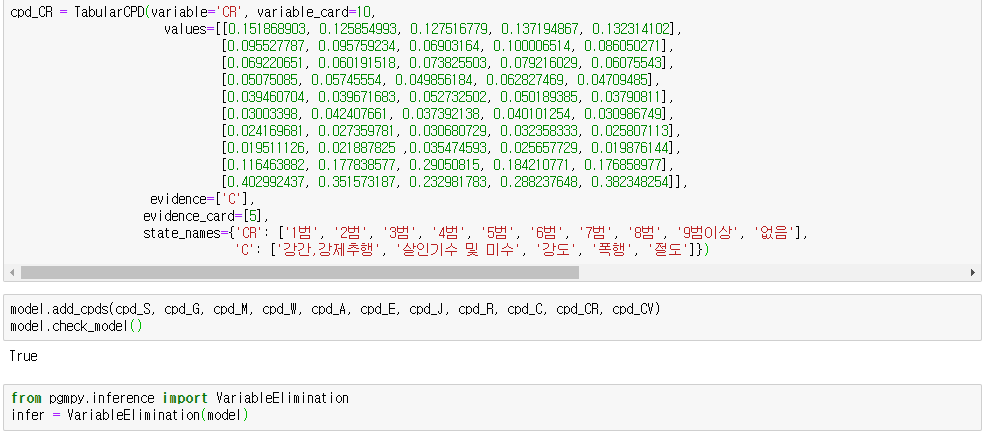 cpd_CR = TabularCPD(variable='CR', variable_card=10,
values=[[0.151868903, 0.125854993, 0.127516779, 0.137194867, 0.132314102],
[0.095527787, 0.095759234, 0.06903164, 0.100006514, 0.086050271],
[0.069220651, 0.060191518, 0.073825503, 0.079216029, 0.06075543],
[0.05075085, 0.05745554, 0.049856184, 0.062827469, 0.04709485],
[0.039460704, 0.039671683, 0.052732502, 0.050189385, 0.03790811],
[0.03003398, 0.042407661, 0.037392138, 0.040101254, 0.030986749],
[0.024169681, 0.027359781, 0.030680729, 0.032358333, 0.025807113],
[0.019511126, 0.021887825 ,0.035474593, 0.025657729, 0.019876144],
[0.116463882, 0.177838577, 0.29050815, 0.184210771, 0.176858977],
[0.402992437, 0.351573187, 0.232981783, 0.288237648, 0.382348254]],
evidence=['C'],
evidence_card=[5],
state_names={'CR': ['1범', '2범', '3범', '4범', '5범', '6범', '7범', '8범', '9범이상', '없음'],
'C': ['강간,강제추행', '살인기수 및 미수', '강도', '폭행', '절도']})
model.add_cpds(cpd_S, cpd_G, cpd_M, cpd_W, cpd_A, cpd_E, cpd_J, cpd_R, cpd_C, cpd_CR, cpd_CV)
model.check_model()
True
from pgmpy.inference import VariableElimination
infer = VariableElimination(model)